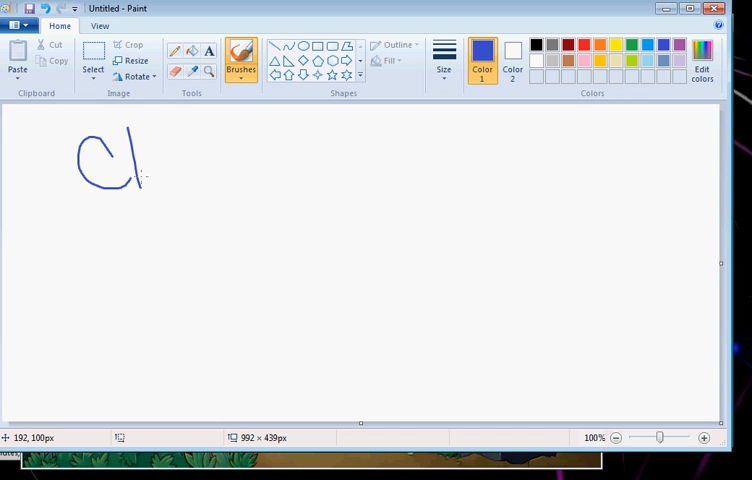 Untitled - Paint
Home
View
Paste
Cut
Copy
Clipboard
Select
Crop
Resize
Rotate
Image
A
Tools
Brushes
Outline
Fill
Shapes
Size
Color 1
Color 2
Edit colors
Colors
Cl
192, 100px
992 × 439px
100%